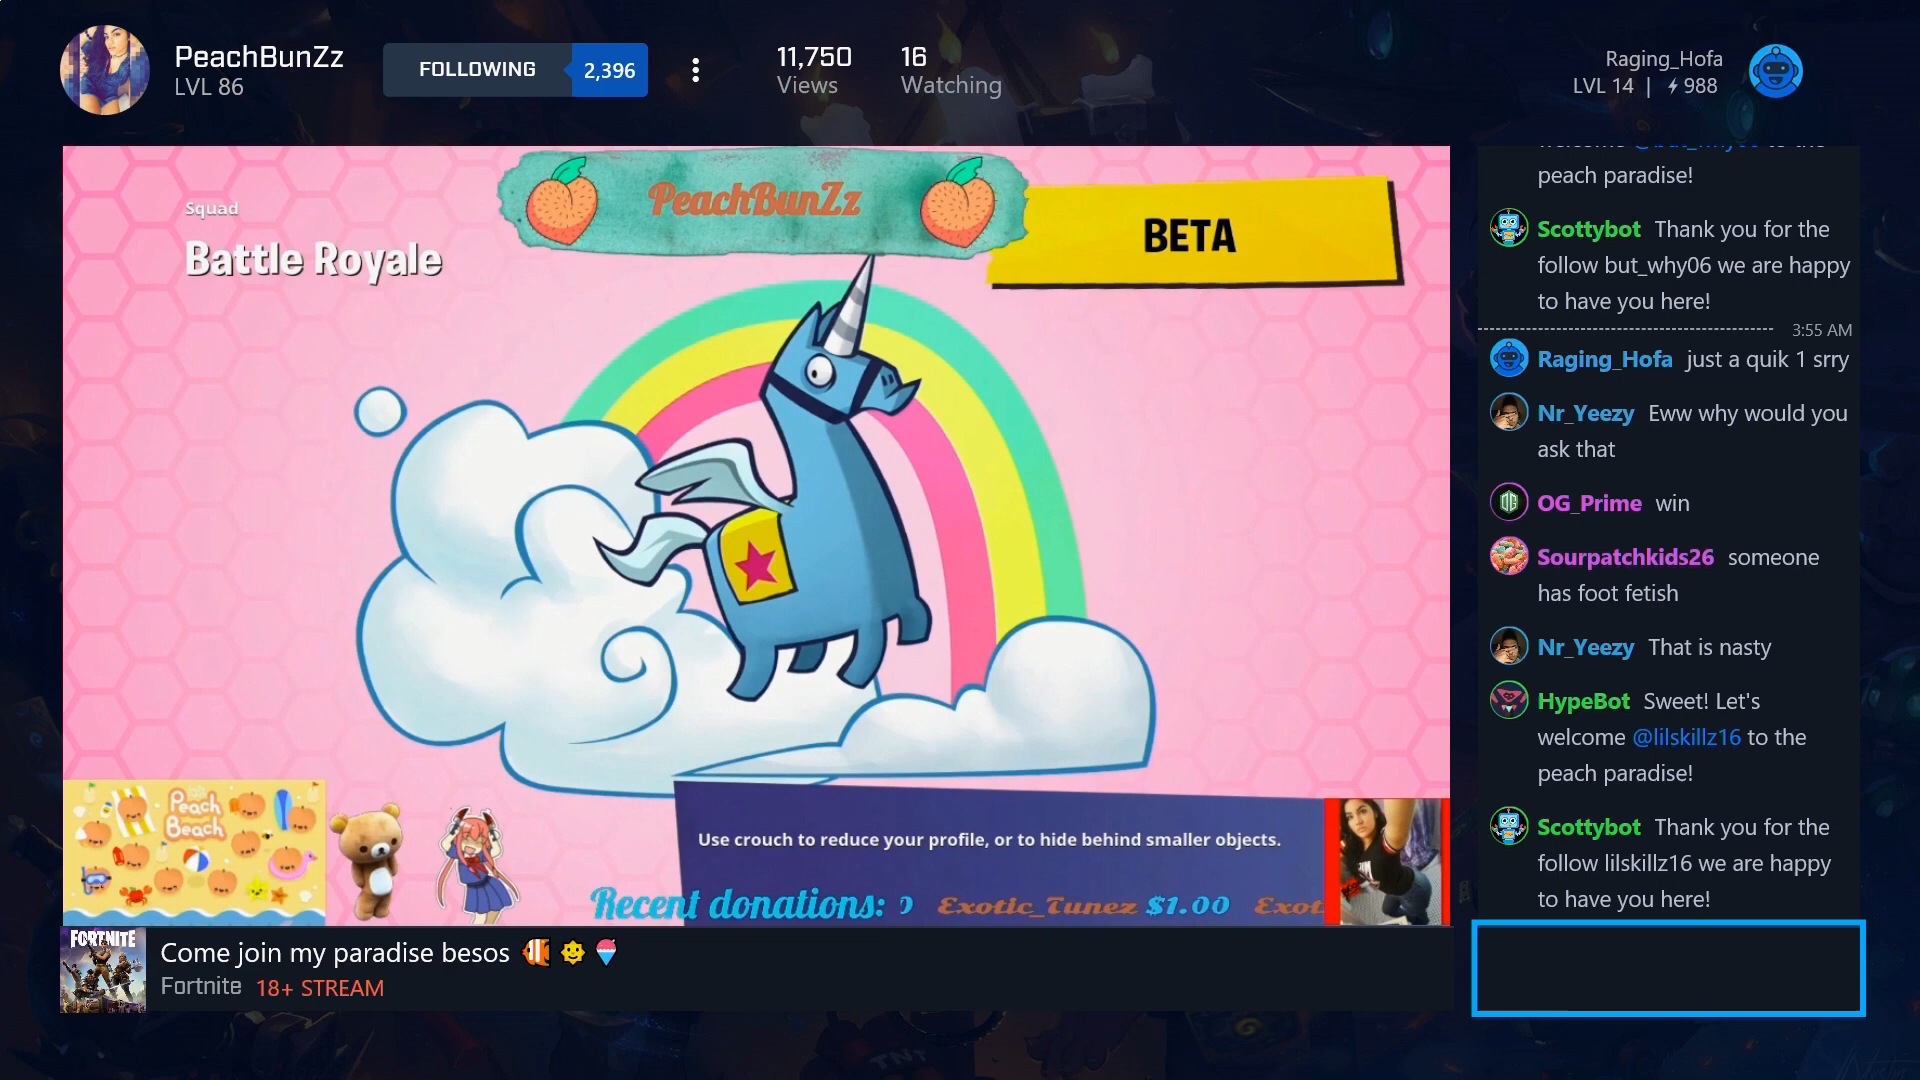 PeachBunZz
LVL 86
FOLLOWING 2,396
11,750
Views
16
Watching
Raging_Hofa
LVL 14 | 988
Squad
Battle Royale
PeachBunZz
BETA
Peach
Beach
Use crouch to reduce your profile, or to hide behind smaller objects.
Recent donations: Exotic_Tunez $1.00 Exot
FORTNITE
Come join my paradise besos
Fortnite 18+ STREAM
welcome @but_why06 to the
peach paradise!
Scottybot Thank you for the
follow but_why06 we are happy
to have you here!
3:55 AM
Raging_Hofa just a quik 1 srry
Nr_Yeezy Eww why would you
ask that
OG_Prime win
Sourpatchkids26 someone
has foot fetish
Nr_Yeezy That is nasty
HypeBot Sweet! Let's
welcome @lilskillz16 to the
peach paradise!
Scottybot Thank you for the
follow lilskillz16 we are happy
to have you here!